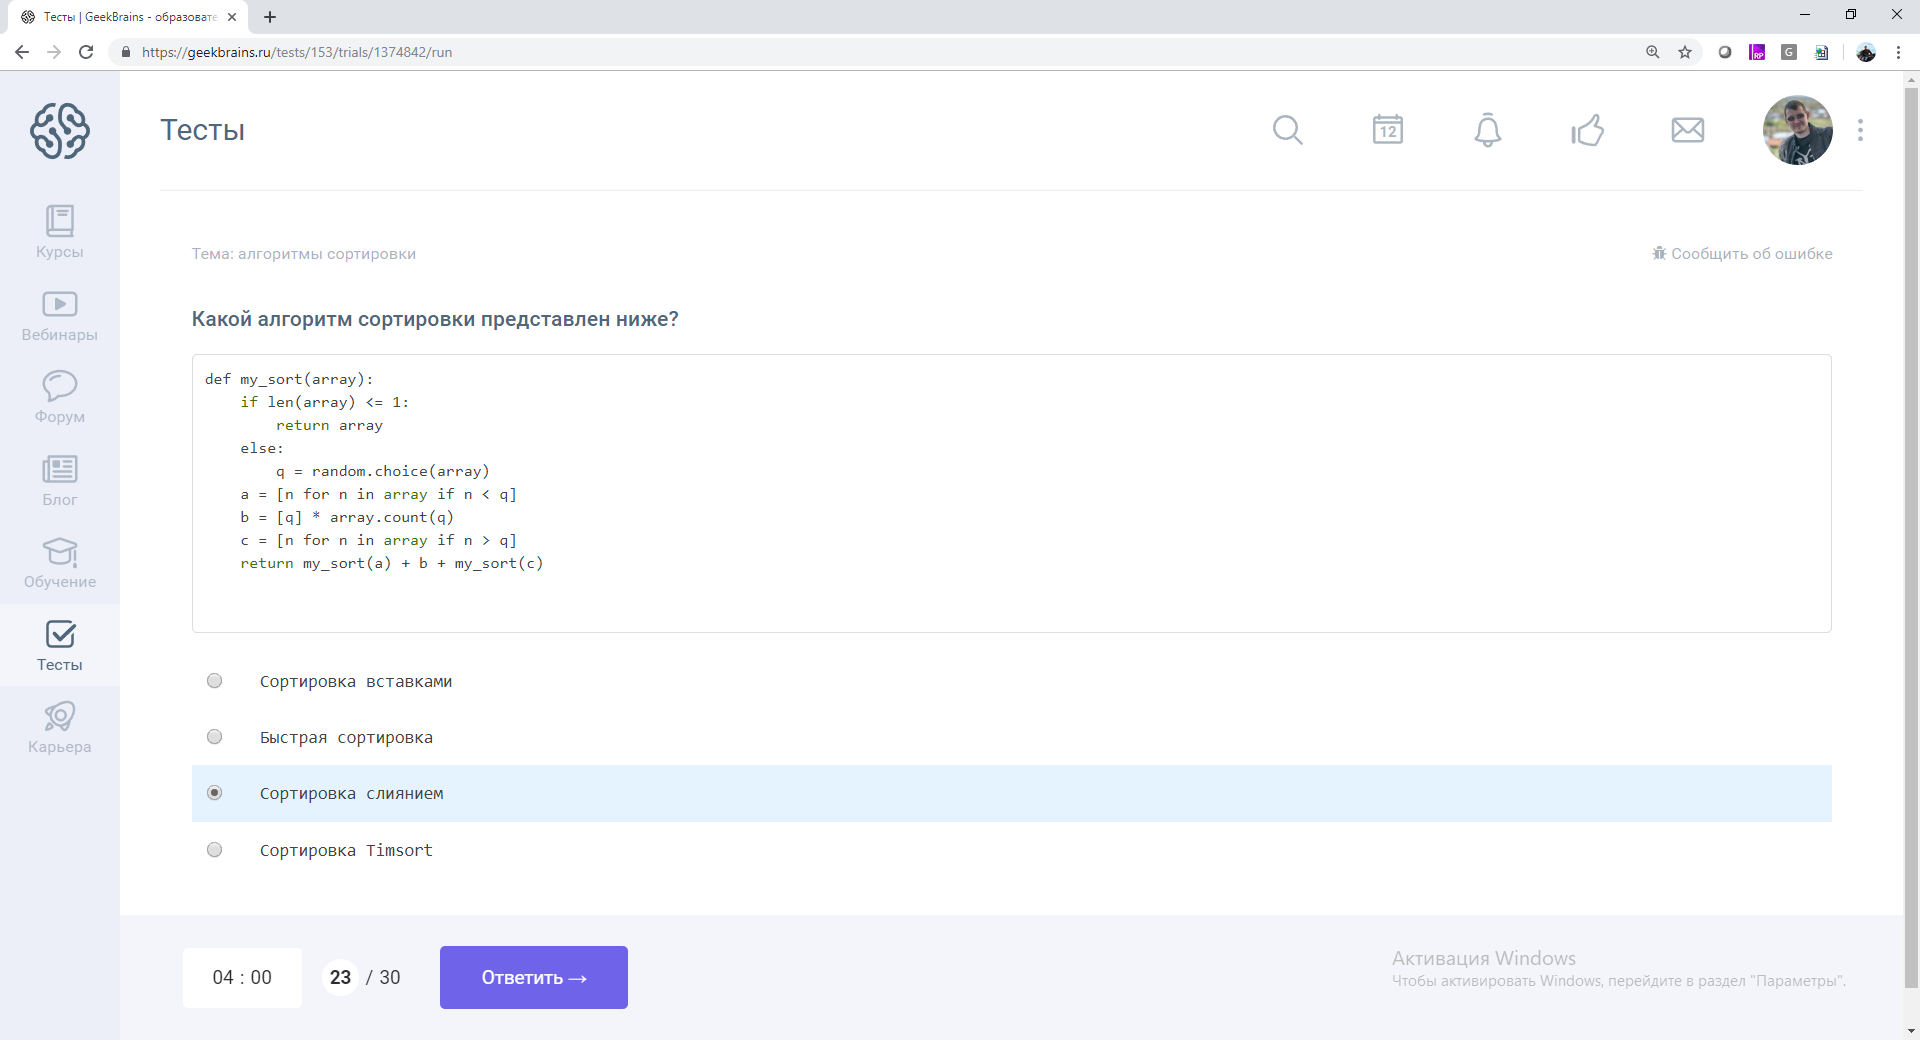 Тесты | GeekBrains - образовате
https://geekbrains.ru/tests/153/trials/1374842/run
RP
G
Тесты
12
Курсы
Вебинары
Форум
Блог
Обучение
Тесты
Карьера
Тема: алгоритмы сортировки
Сообщить об ошибке
Какой алгоритм сортировки представлен ниже?
def my_sort(array):
    if len(array) <= 1:
        return array
    else:
        q = random.choice(array)
    a = [n for n in array if n < q]
    b = [q] * array.count(q)
    c = [n for n in array if n > q]
    return my_sort(a) + b + my_sort(c)
Сортировка вставками
Быстрая сортировка
Сортировка слиянием
Сортировка Timsort
04 : 00
23 / 30
Ответить →
Активация Windows
Чтобы активировать Windows, перейдите в раздел "Параметры".